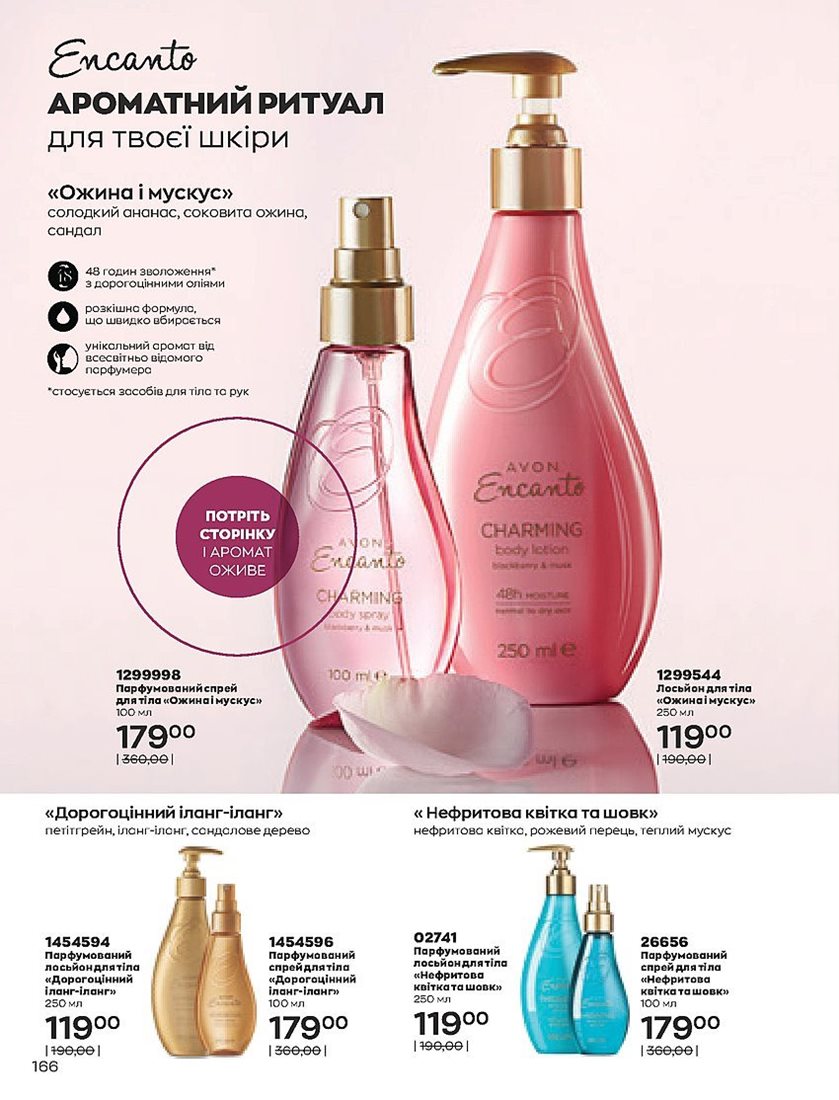 Encanto
АРОМАТНИЙ РИТУАЛ
для твоєї шкіри
«Ожина і мускус»
солодкий ананас, соковита ожина,
сандал
48 годин зволоження*
з дорогоцінними оліями
розкішна формула,
що швидко вбирається
унікальний аромат від
всесвітньо відомого
парфумера
*стосується засобів для тіла та рук
ПОТРІТЬ
СТОРІНКУ
І АРОМАТ
ОЖИВЕ
AVON
Encanto
CHARMING
body spray
blackberry & musk
100 ml e
AVON
Encanto
CHARMING
body lotion
blackberry & musk
48h MOISTURE
normal to dry skin
250 ml e
1299998
Парфумований спрей
для тіла «Ожина і мускус»
100 мл
179⁰⁰
|360,00|
1299544
Лосьйон для тіла
«Ожина і мускус»
250 мл
119⁰⁰
|190,00|
«Дорогоцінний іланг-іланг»
петітгрейн, іланг-іланг, сандалове дерево
1454594
Парфумований
лосьйон для тіла
«Дорогоцінний
іланг-іланг»
250 мл
119⁰⁰
|190,00|
1454596
Парфумований
спрей для тіла
«Дорогоцінний
іланг-іланг»
100 мл
179⁰⁰
|360,00|
«Нефритова квітка та шовк»
нефритова квітка, рожевий перець, теплий мускус
02741
Парфумований
лосьйон для тіла
«Нефритова
квітка та шовк»
250 мл
119⁰⁰
|190,00|
26656
Парфумований
спрей для тіла
«Нефритова
квітка та шовк»
100 мл
179⁰⁰
|360,00|
Encanto
Encanto
166